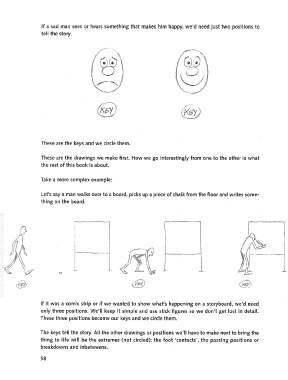 If a sad man sees or hears something that makes him happy, we'd need just two positions to
tell the story.
KEY
KEY
These are the keys and we circle them.
These are the drawings we make first. How we go interestingly from one to the other is what
the rest of this book is about.
Take a more complex example:
Let's say a man walks over to a board, picks up a piece of chalk from the floor and writes some-
thing on the board.
KEY
KEY
KEY
If it was a comic strip or if we wanted to show what's happening on a storyboard, we'd need
only three positions. We'll keep it simple and use stick figures so we don't get lost in detail.
These three positions become our keys and we circle them.
The keys tell the story. All the other drawings or positions we'll have to make next to bring the
thing to life will be the extremes (not circled): the foot 'contacts', the passing positions or
breakdowns and inbetweens.
58